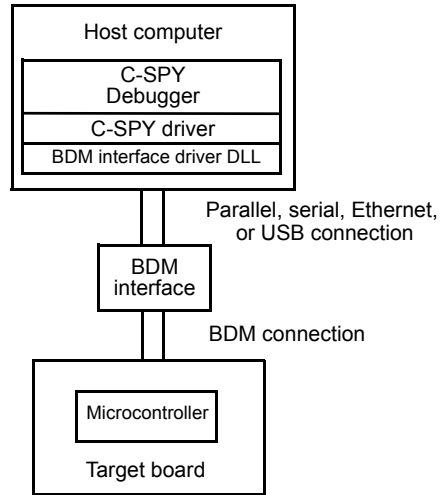 Host computer
C-SPY
Debugger
C-SPY driver
BDM interface driver DLL
Parallel, serial, Ethernet,
or USB connection
BDM
interface
BDM connection
Microcontroller
Target board